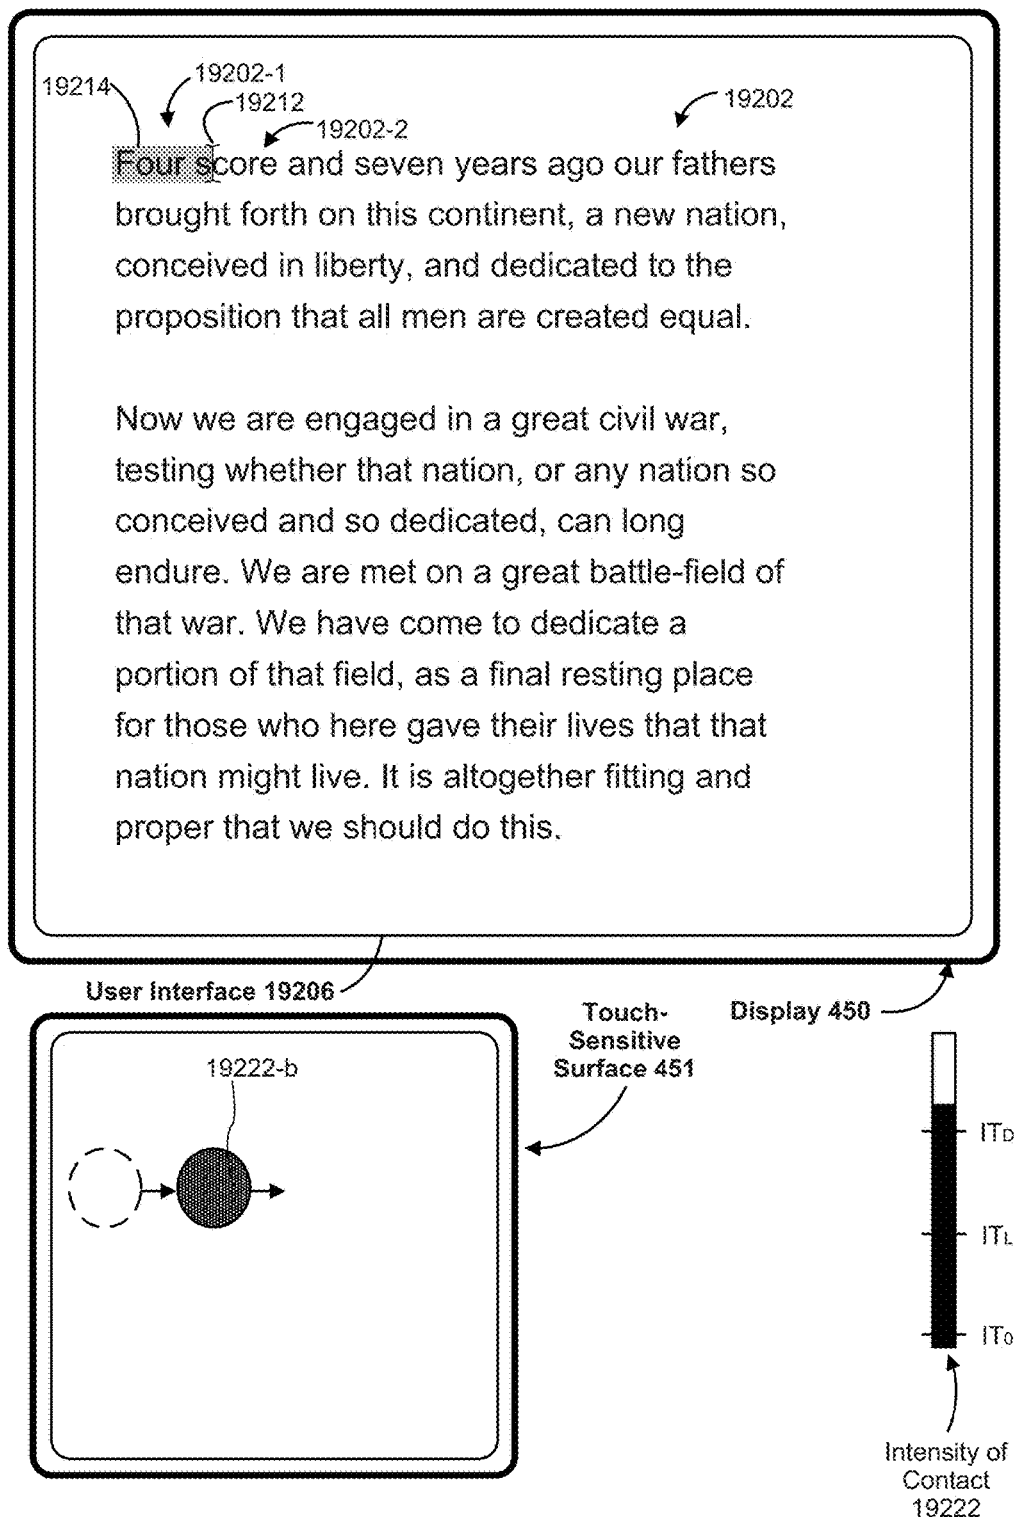 19202-1
19214
19212
19202
19202-2
Four score and seven years ago our fathers
brought forth on this continent, a new nation,
conceived in liberty, and dedicated to the
proposition that all men are created equal.
Now we are engaged in a great civil war,
testing whether that nation, or any nation so
conceived and so dedicated, can long
endure. We are met on a great battle-field of
that war. We have come to dedicate a
portion of that field, as a final resting place
for those who here gave their lives that that
nation might live. It is altogether fitting and
proper that we should do this.
User Interface 19206
Display 450
Touch-
Sensitive
Surface 451
19222-b
ITD
ITL
IT0
Intensity of
Contact
19222